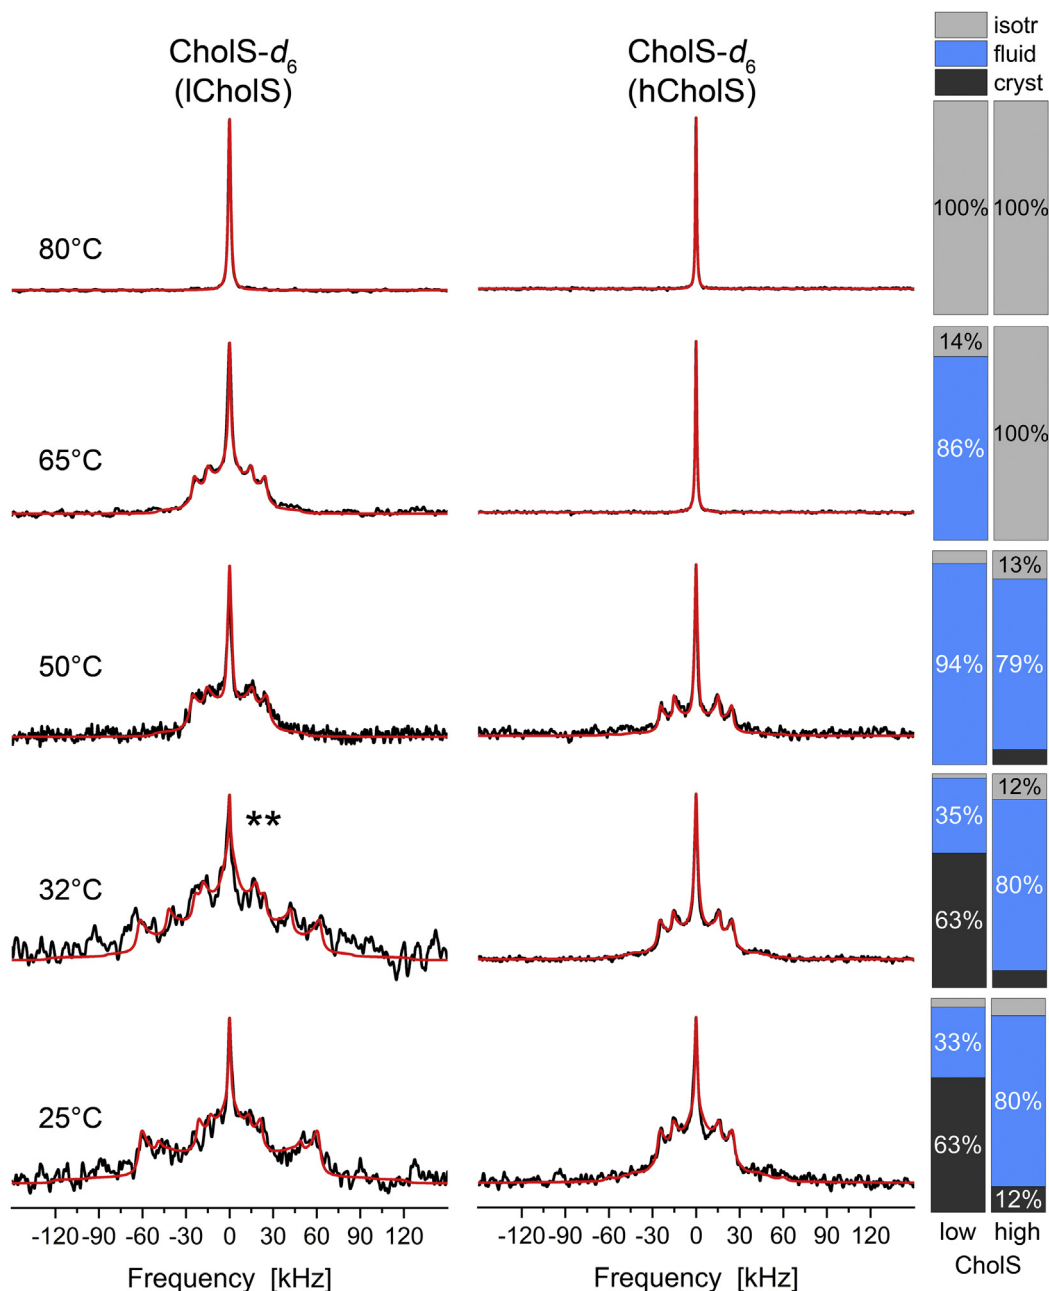 CholS-d6
(lCholS)
CholS-d6
(hCholS)
isotr
fluid
cryst
80°C
100%
100%
65°C
14%
86%
100%
50°C
94%
13%
79%
32°C
**
35%
63%
12%
80%
25°C
33%
63%
80%
12%
-120 -90 -60 -30 0 30 60 90 120
-120 -90 -60 -30 0 30 60 90 120
low high
CholS
Frequency [kHz]
Frequency [kHz]